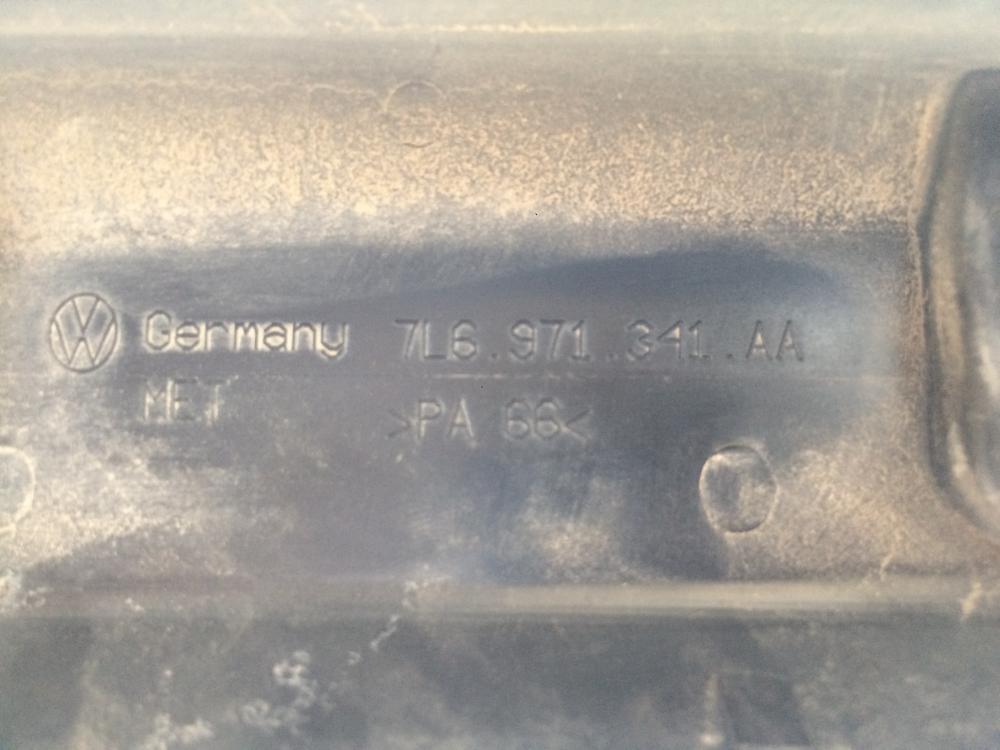 Germany 7L6.971.341.AA
MET >PA 66<